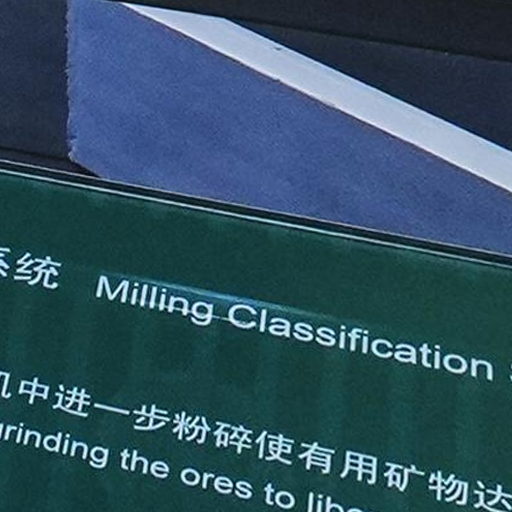 系统 Milling Classification
机中进一步粉碎使有用矿物达
grinding the ores to